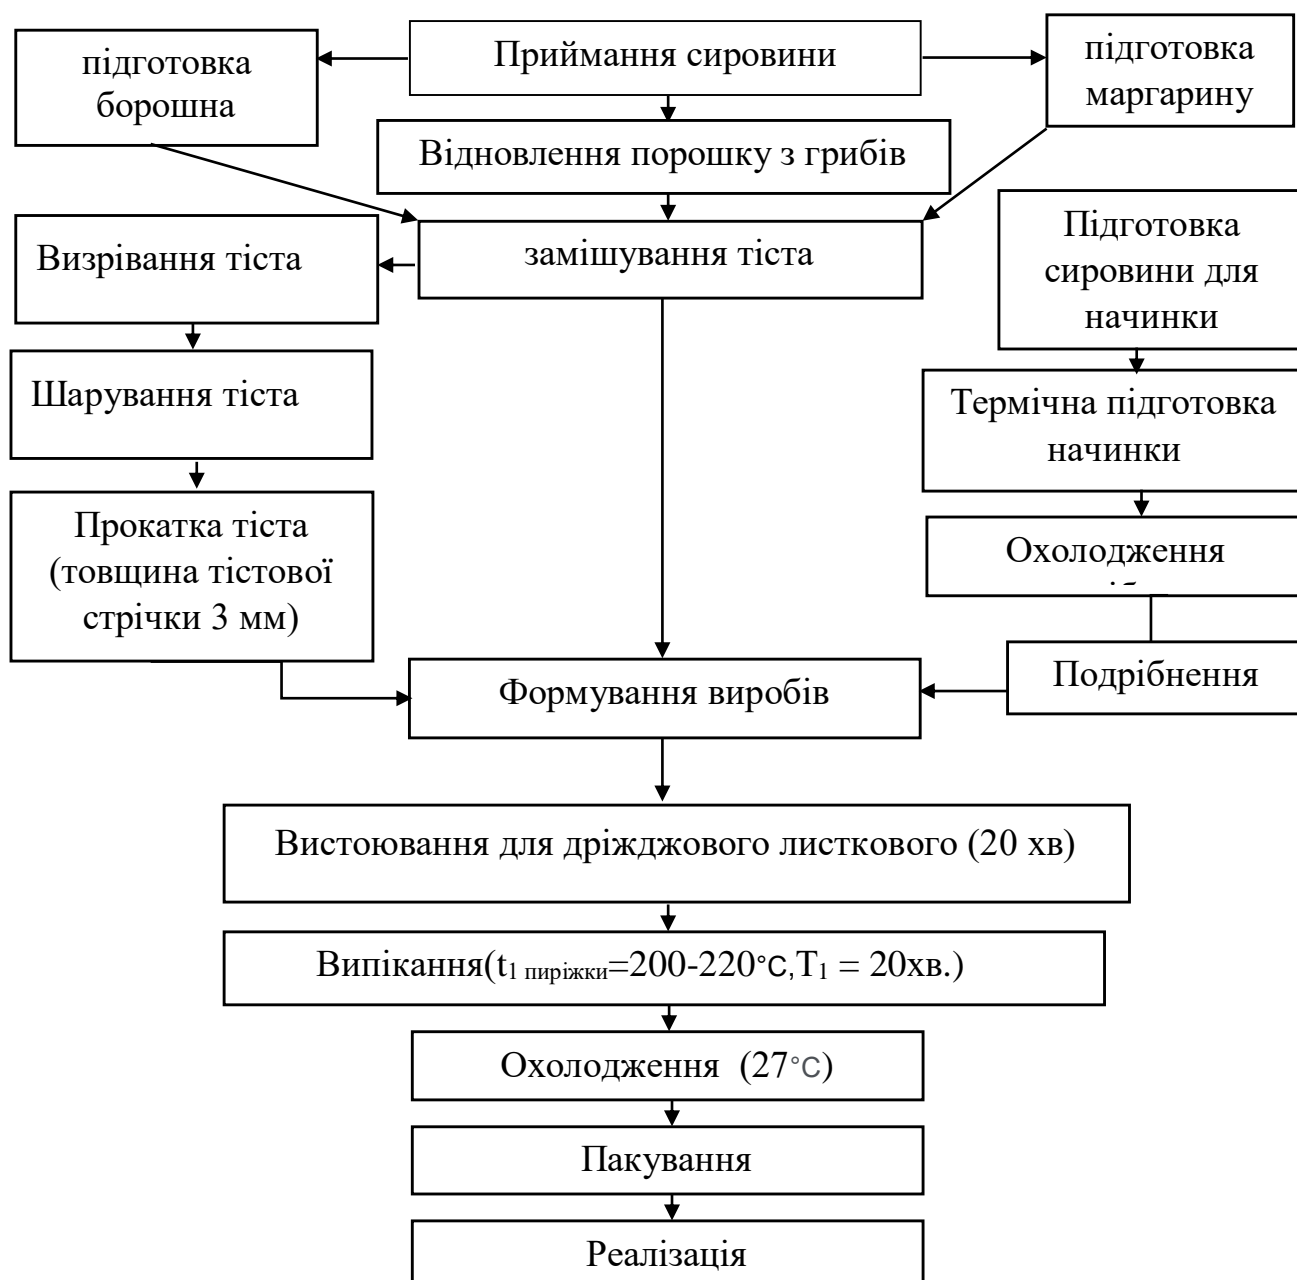 Приймання сировини
підготовка
борошна
підготовка
маргарину
Відновлення порошку з грибів
замішування тіста
Визрівання тіста
Підготовка
сировини для
начинки
Шарування тіста
Термічна підготовка
начинки
Прокатка тіста
(товщина тістової
стрічки 3 мм)
Охолодження
Подрібнення
Формування виробів
Вистоювання для дріжджового листкового (20 хв)
Випікання(t₁ пиріжки=200-220°С,Т₁ = 20хв.)
Охолодження (27°С)
Пакування
Реалізація